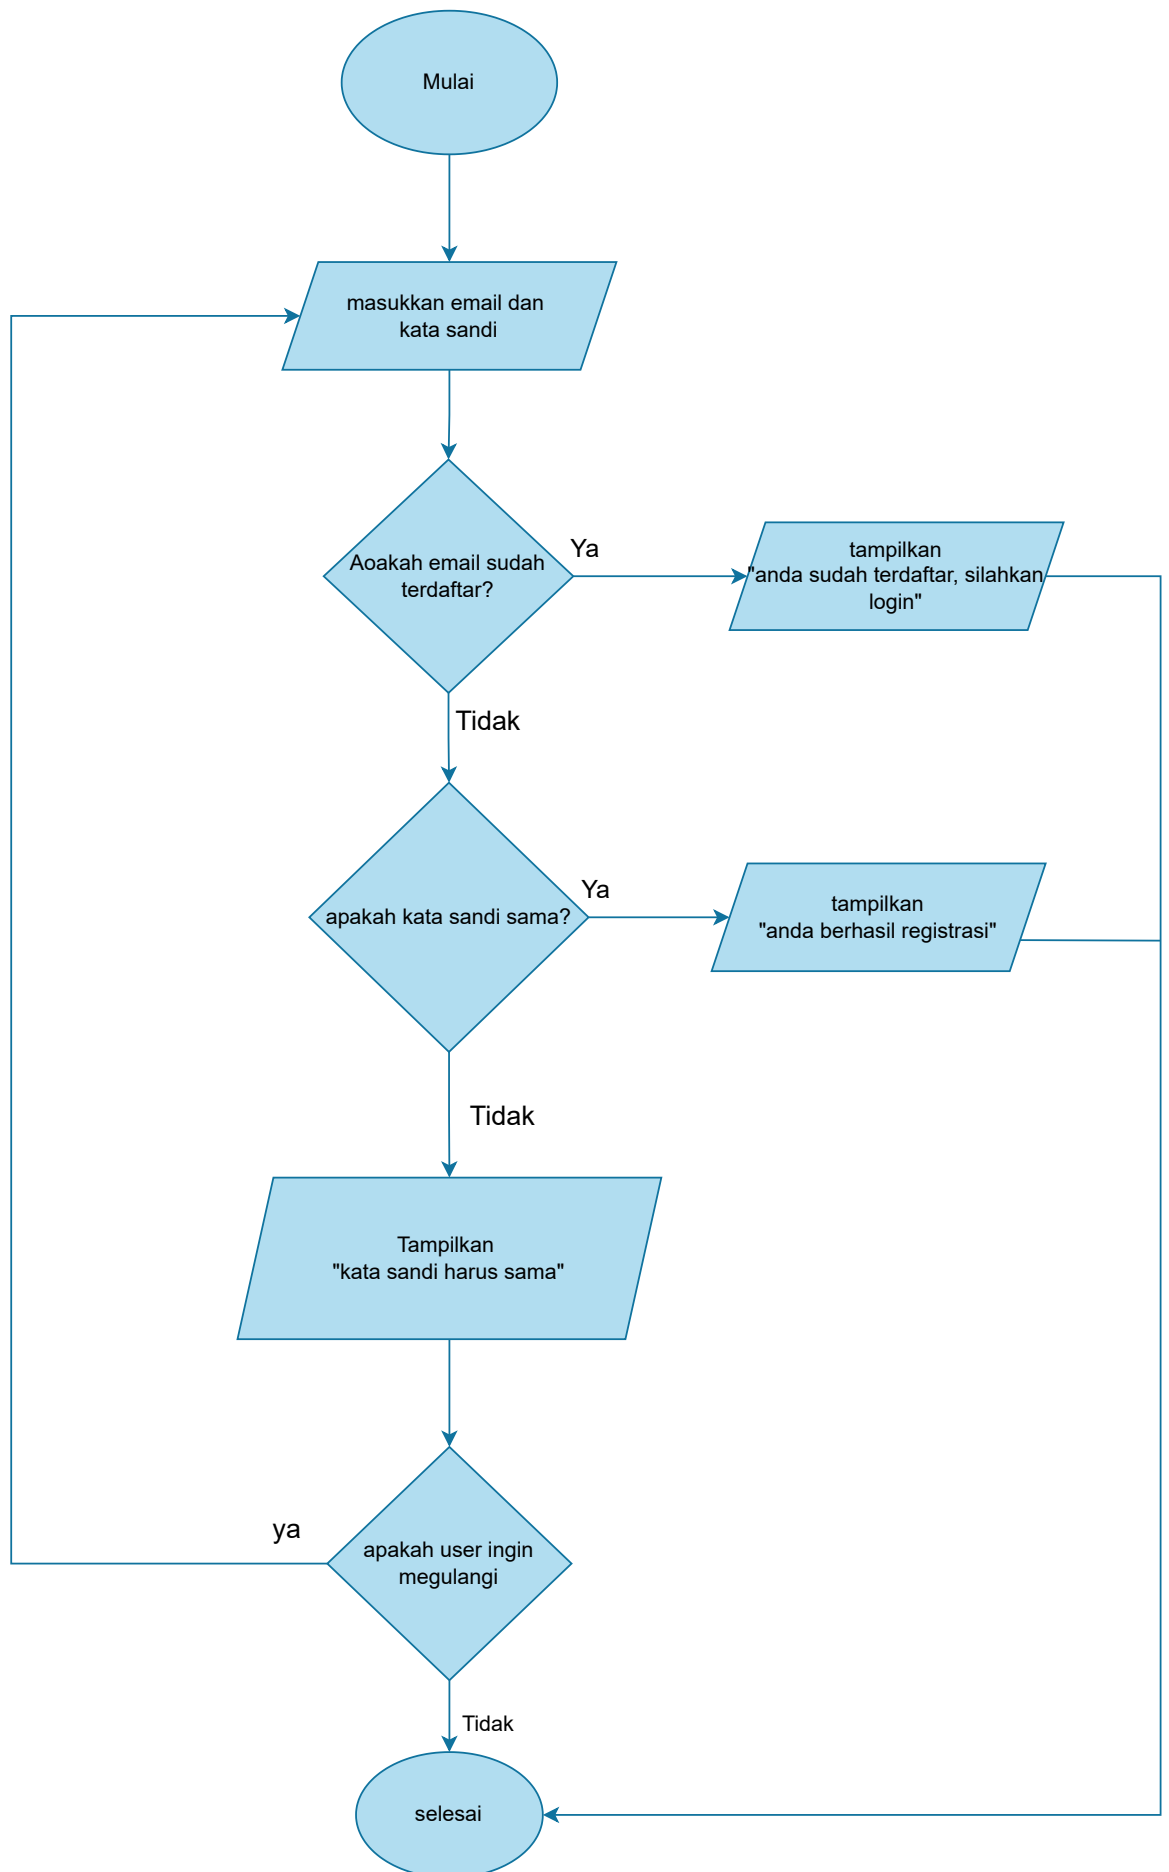 Mulai
masukkan email dan
kata sandi
Aoakah email sudah
terdaftar?
Ya
tampilkan
"anda sudah terdaftar, silahkan
login"
Tidak
apakah kata sandi sama?
Ya
tampilkan
"anda berhasil registrasi"
Tidak
Tampilkan
"kata sandi harus sama"
ya
apakah user ingin
megulangi
Tidak
selesai